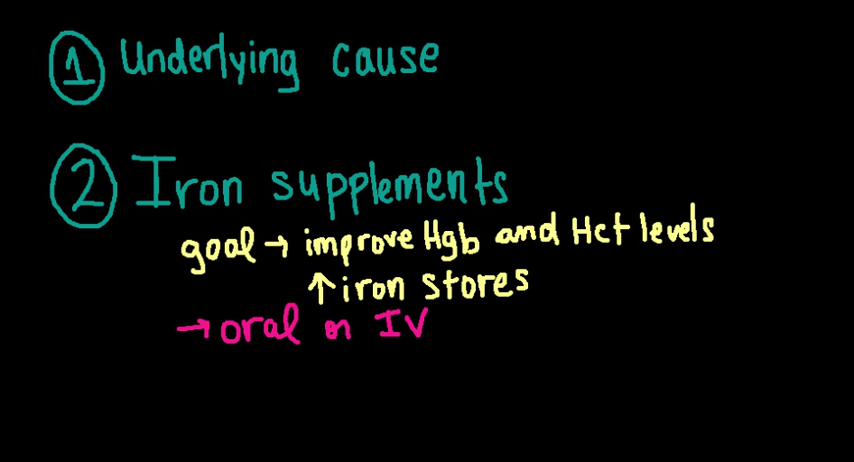 ① Underlying cause
② Iron supplements
goal → improve Hgb and Hct levels
↑ iron stores
→ oral or IV